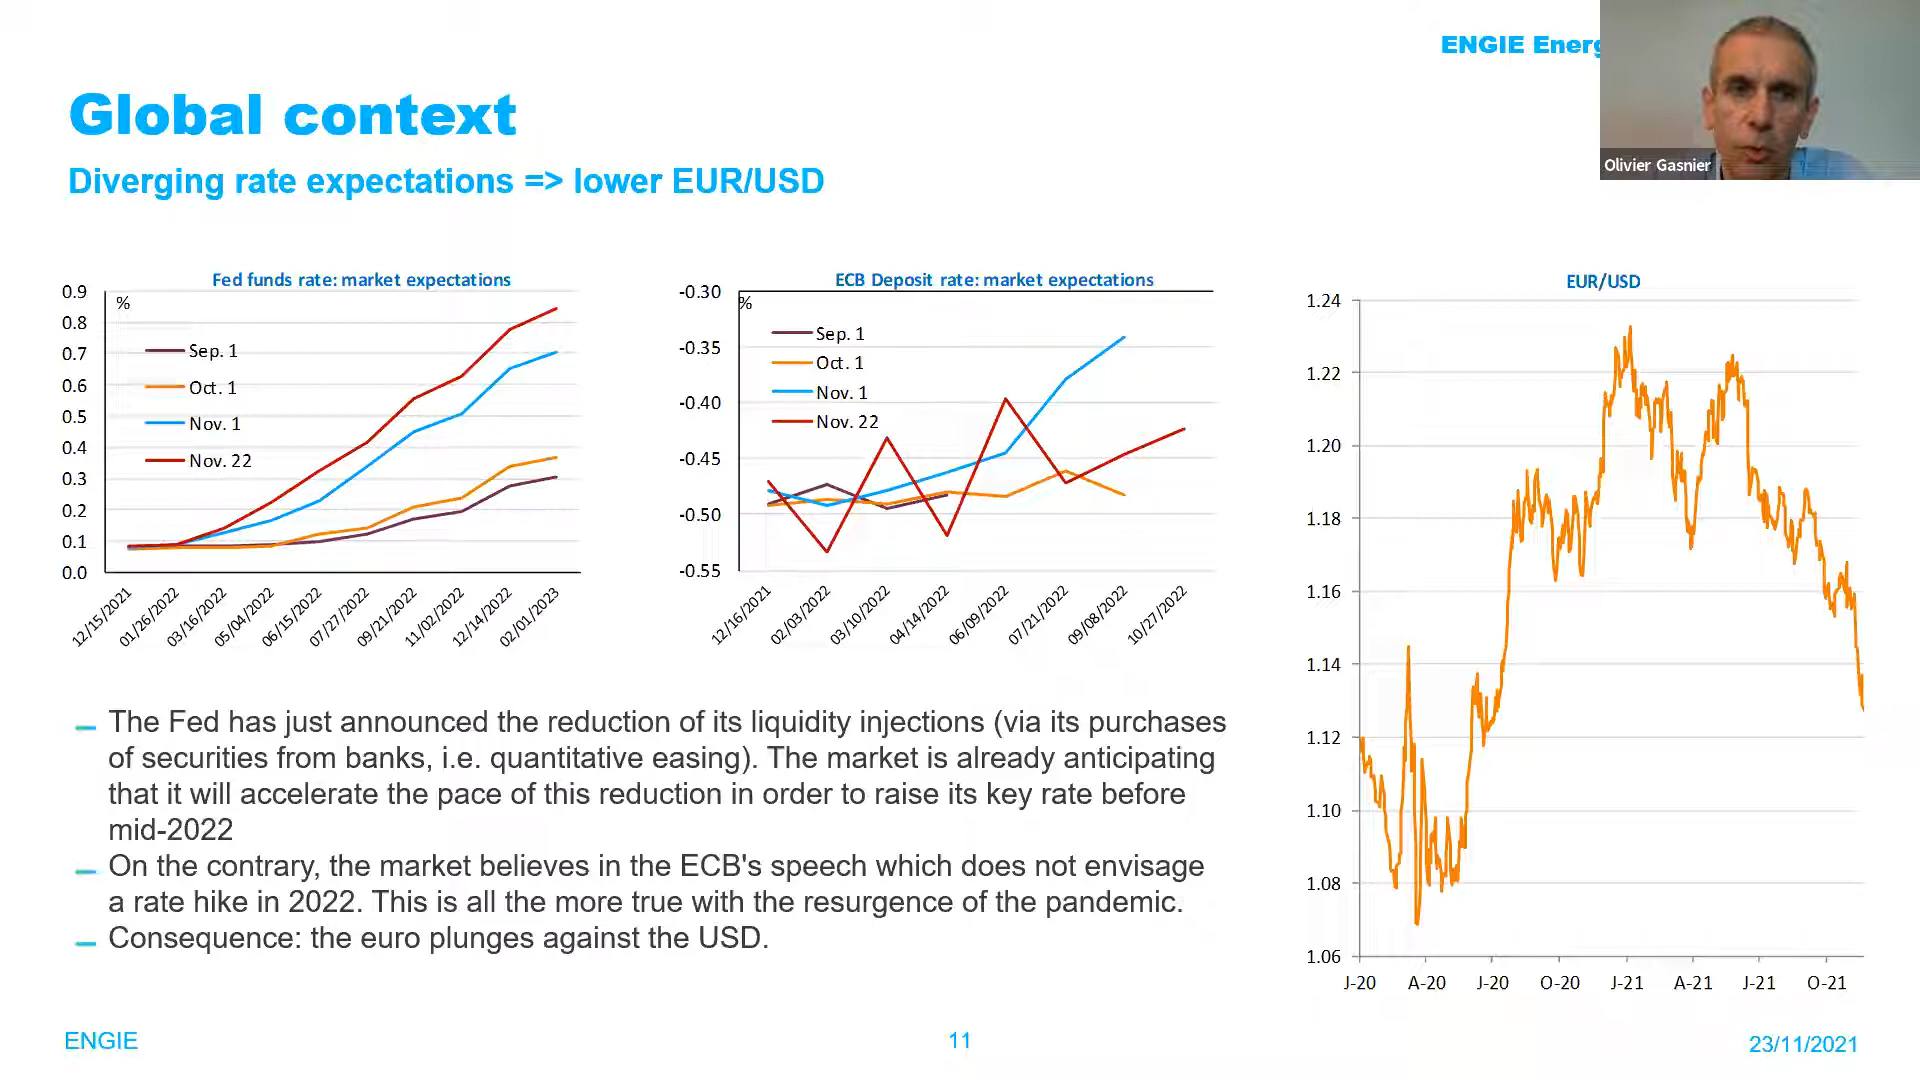 ENGIE Energ
Olivier Gasnier
Global context
Diverging rate expectations => lower EUR/USD
Fed funds rate: market expectations
%
0.9
0.8
0.7
0.6
0.5
0.4
0.3
0.2
0.1
0.0
Sep. 1
Oct. 1
Nov. 1
Nov. 22
12/15/2021
01/26/2022
03/16/2022
05/04/2022
06/15/2022
07/27/2022
09/21/2022
11/02/2022
12/14/2022
02/01/2023
ECB Deposit rate: market expectations
%
-0.30
-0.35
-0.40
-0.45
-0.50
-0.55
Sep. 1
Oct. 1
Nov. 1
Nov. 22
12/16/2021
02/03/2022
03/10/2022
04/14/2022
06/09/2022
07/21/2022
09/08/2022
10/27/2022
EUR/USD
1.24
1.22
1.20
1.18
1.16
1.14
1.12
1.10
1.08
1.06
J-20
A-20
J-20
O-20
J-21
A-21
J-21
O-21
The Fed has just announced the reduction of its liquidity injections (via its purchases
of securities from banks, i.e. quantitative easing). The market is already anticipating
that it will accelerate the pace of this reduction in order to raise its key rate before
mid-2022
On the contrary, the market believes in the ECB's speech which does not envisage
a rate hike in 2022. This is all the more true with the resurgence of the pandemic.
Consequence: the euro plunges against the USD.
ENGIE
11
23/11/2021